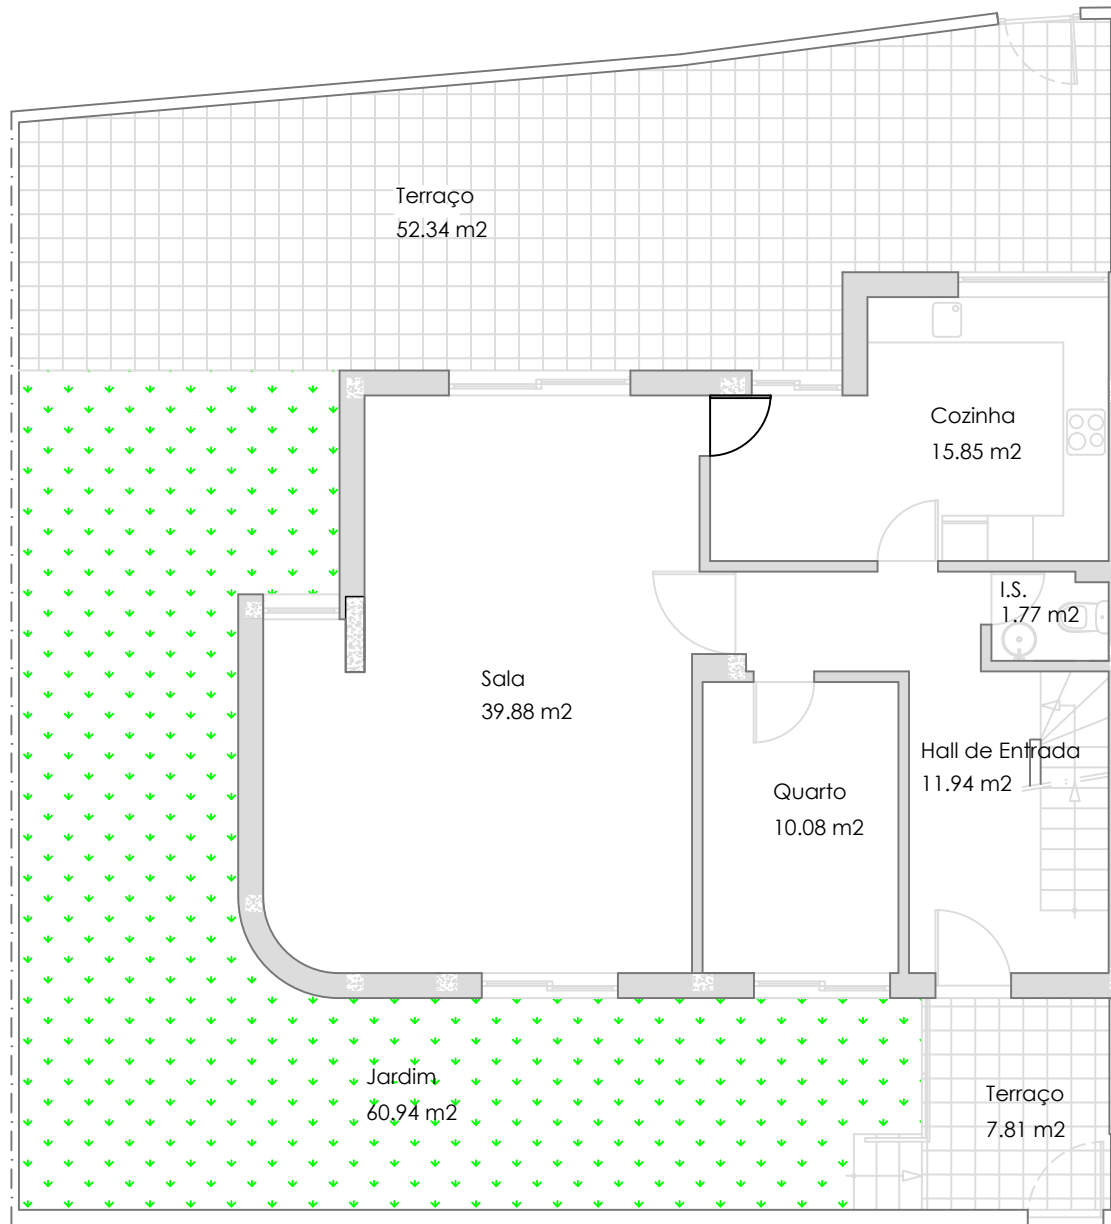 Terraço
52.34 m2
Cozinha
15.85 m2
I.S.
1.77 m2
Sala
39.88 m2
Hall de Entrada
11.94 m2
Quarto
10.08 m2
Jardim
60.94 m2
Terraço
7.81 m2